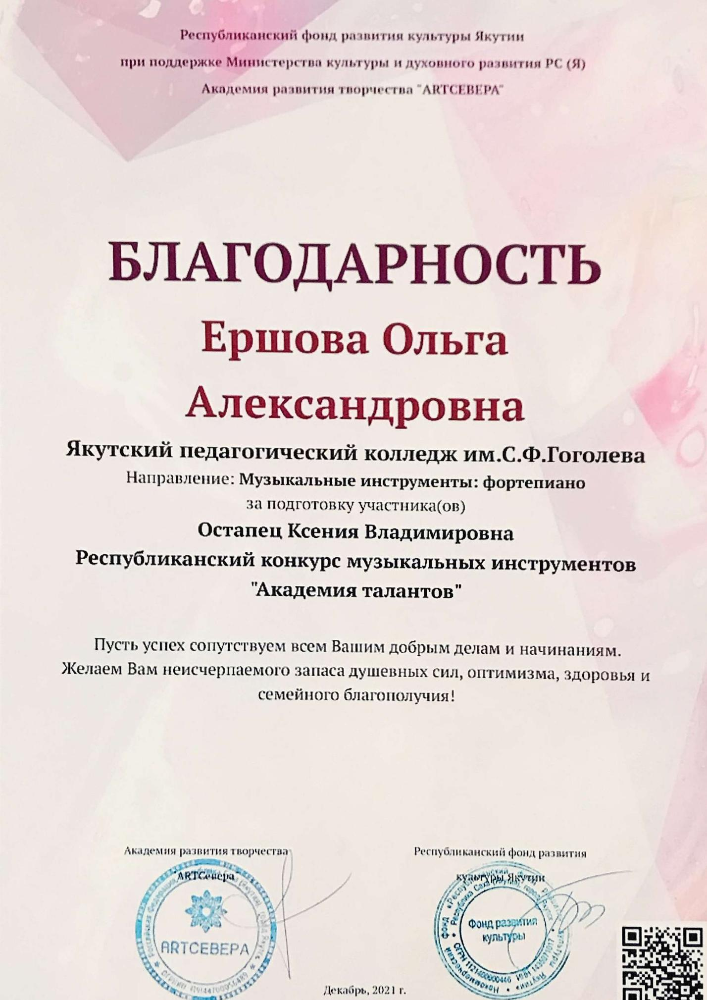 Республиканский фонд развития культуры Якутии
при поддержке Министерства культуры и духовного развития РС (Я)
Академия развития творчества "ARTСЕВЕРА"
БЛАГОДАРНОСТЬ
Ершова Ольга
Александровна
Якутский педагогический колледж им.С.Ф.Гоголева
Направление: Музыкальные инструменты: фортепиано
за подготовку участника(ов)
Остапец Ксения Владимировна
Республиканский конкурс музыкальных инструментов
"Академия талантов"
Пусть успех сопутствуем всем Вашим добрым делам и начинаниям.
Желаем Вам неисчерпаемого запаса душевных сил, оптимизма, здоровья и
семейного благополучия!
Академия развития творчества
"ARTСевера"
ARTСЕВЕРА
Республиканский фонд развития
культуры Якутии
Фонд развития
культуры
Декабрь, 2021 г.